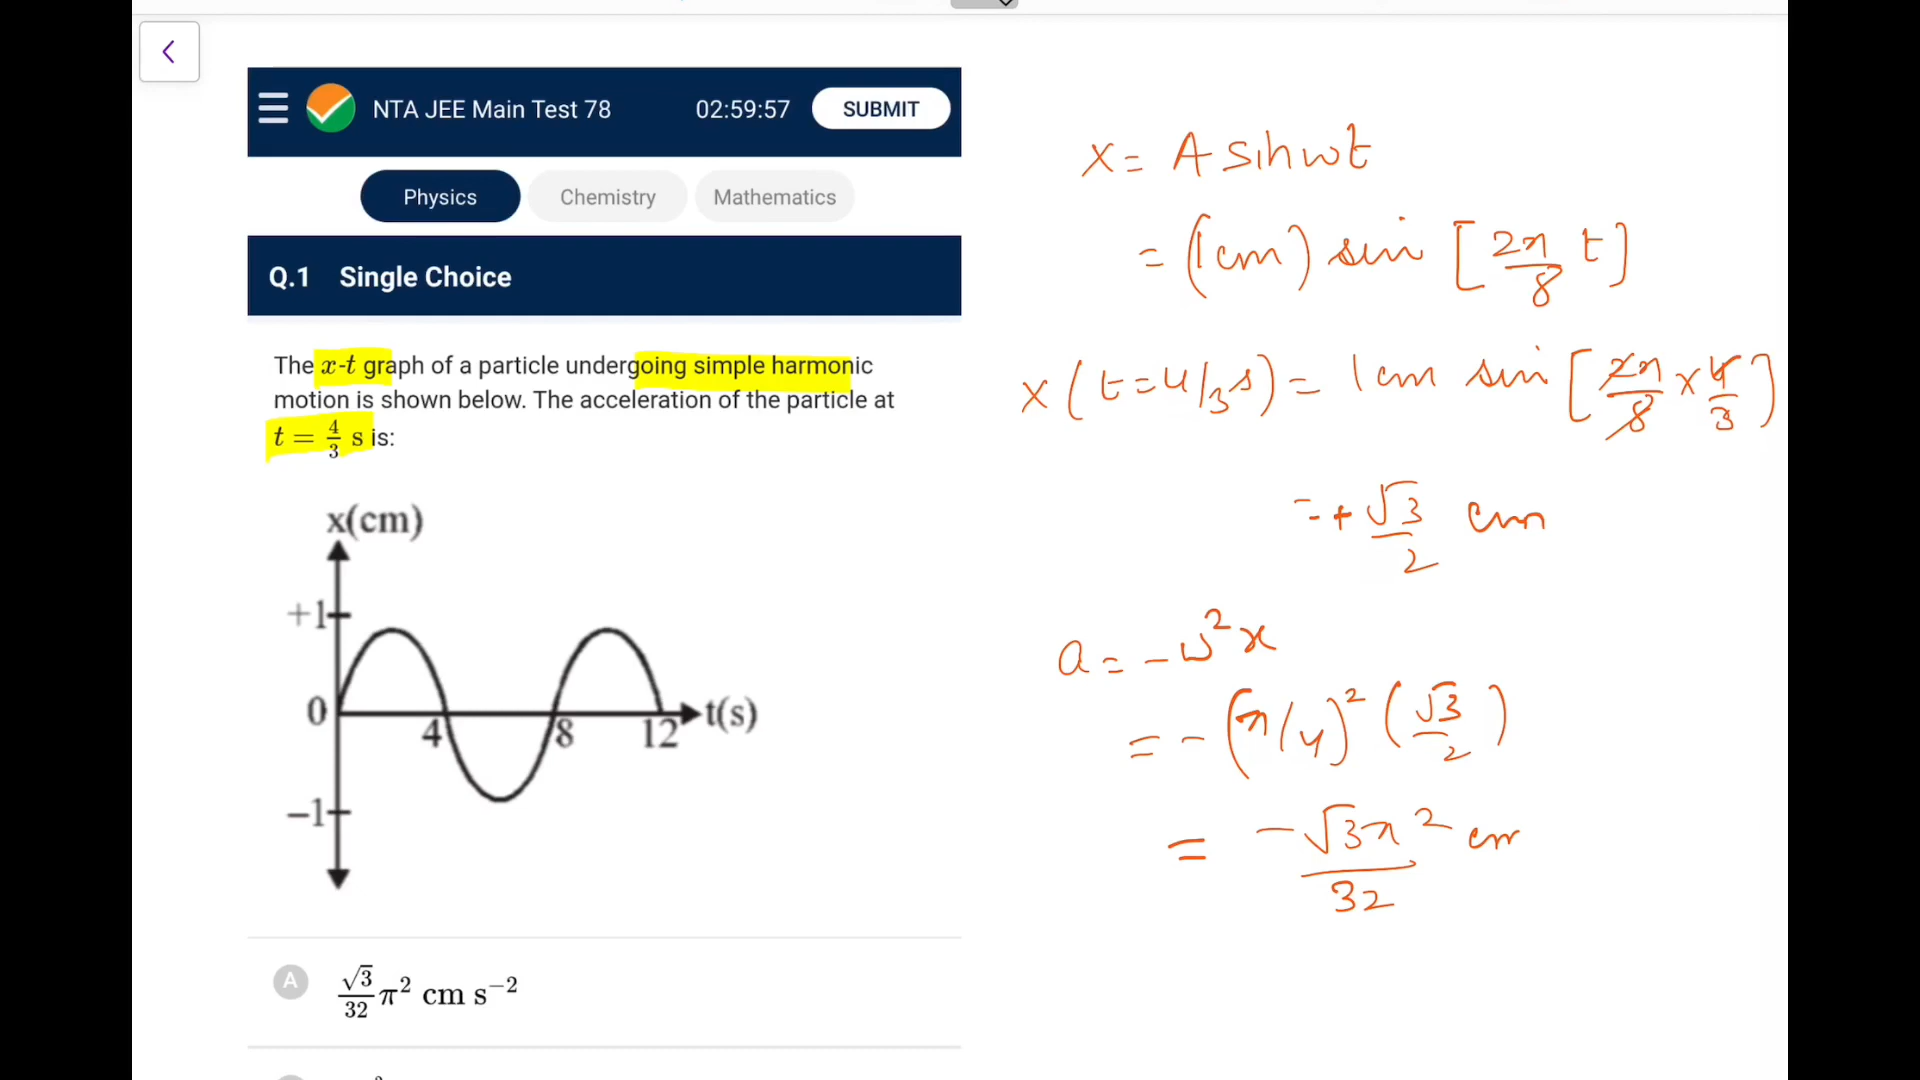 NTA JEE Main Test 78 02:59:57 SUBMIT
Physics Chemistry Mathematics
Q.1 Single Choice
The x-t graph of a particle undergoing simple harmonic
motion is shown below. The acceleration of the particle at
t = 4/3 s is:
x(cm)
+1
0 4 8 12 t(s)
−1
A √3/32 π² cm s⁻²
x = A sin ωt
= (1cm) sin [2π/8 t]
x(t=4/3 s) = 1cm sin [2π/8 × 4/3]
= + √3/2 cm
a = -ω²x
= - (π/4)² (√3/2)
= -√3π²/32 cm